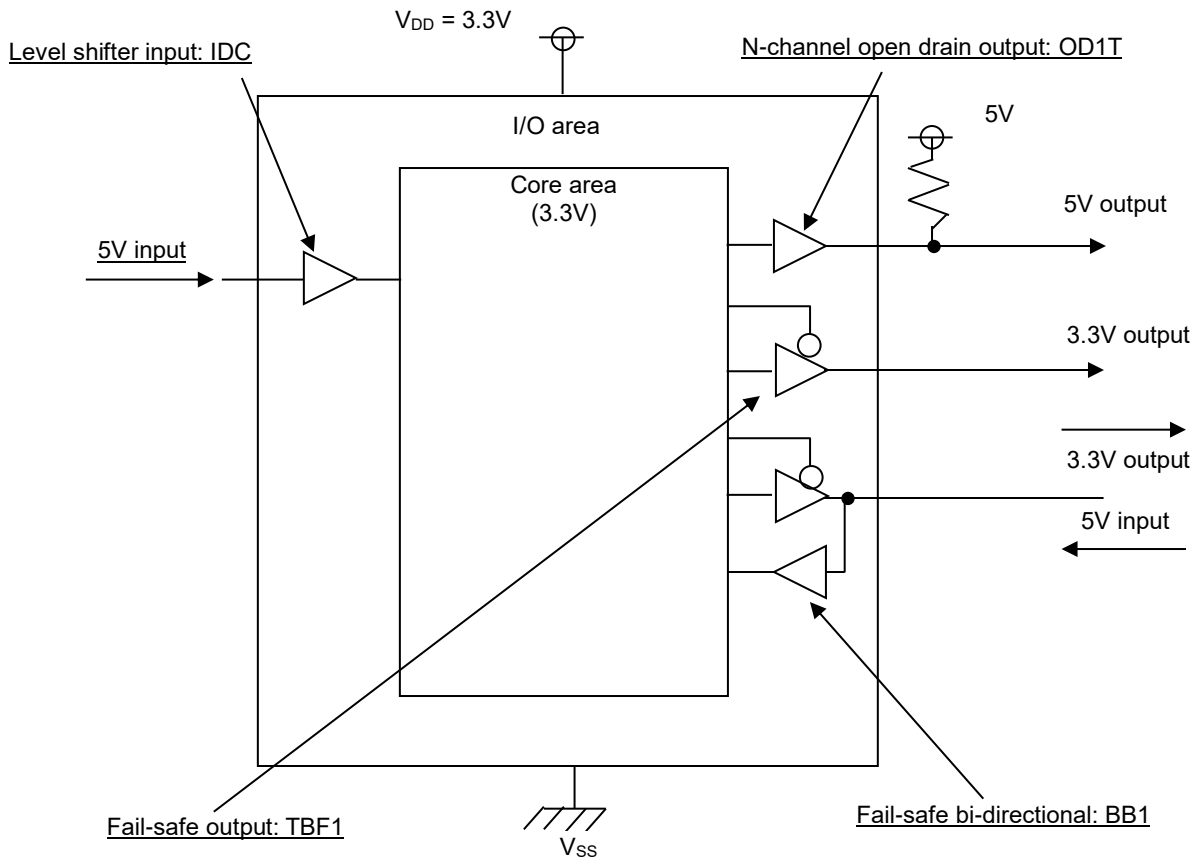 V_DD = 3.3V
Level shifter input: IDC
N-channel open drain output: OD1T
I/O area
5V
Core area
(3.3V)
5V output
5V input
3.3V output
3.3V output
5V input
Fail-safe output: TBF1
Fail-safe bi-directional: BB1
V_SS